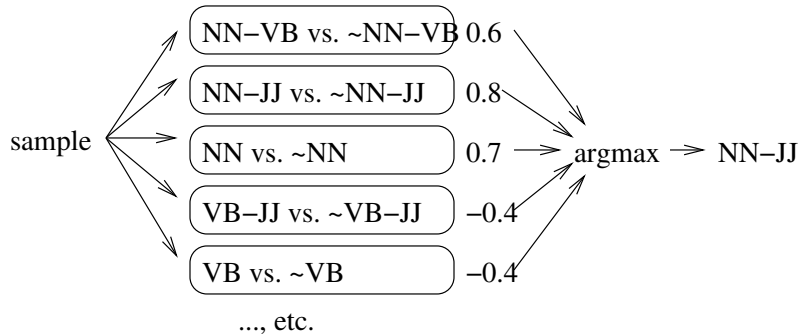 NN−VB vs. ~NN−VB 0.6
NN−JJ vs. ~NN−JJ 0.8
sample
NN vs. ~NN 0.7
argmax
NN−JJ
VB−JJ vs. ~VB−JJ −0.4
VB vs. ~VB −0.4
..., etc.